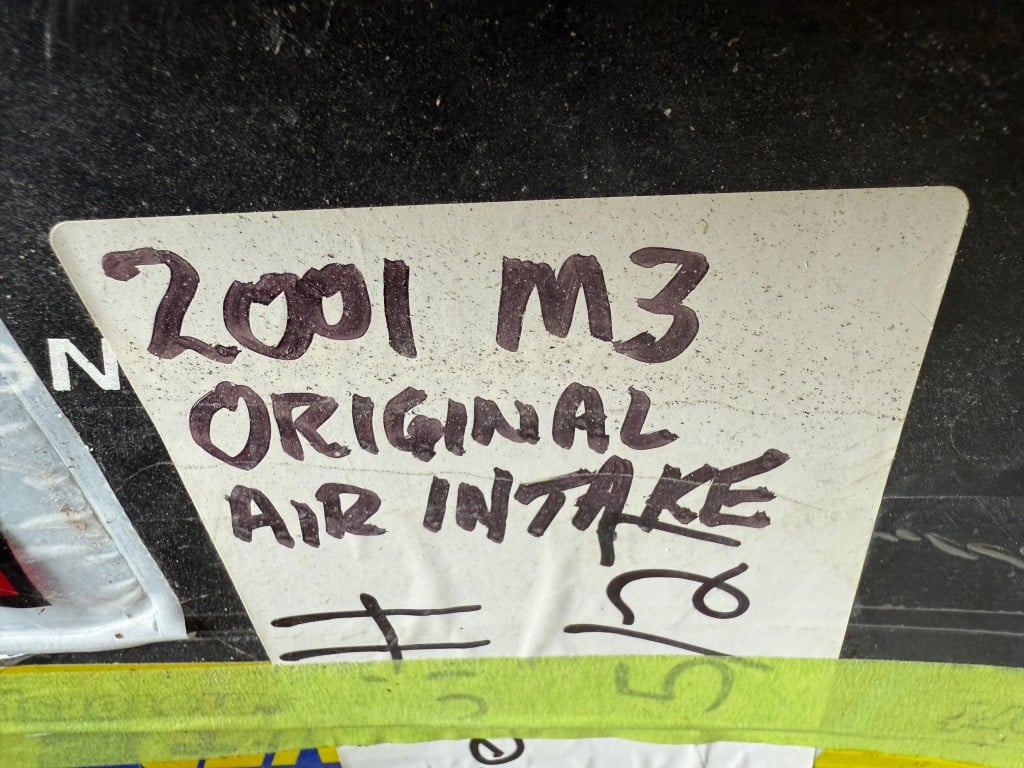 2001 M3
ORIGINAL
AIR INTAKE
N